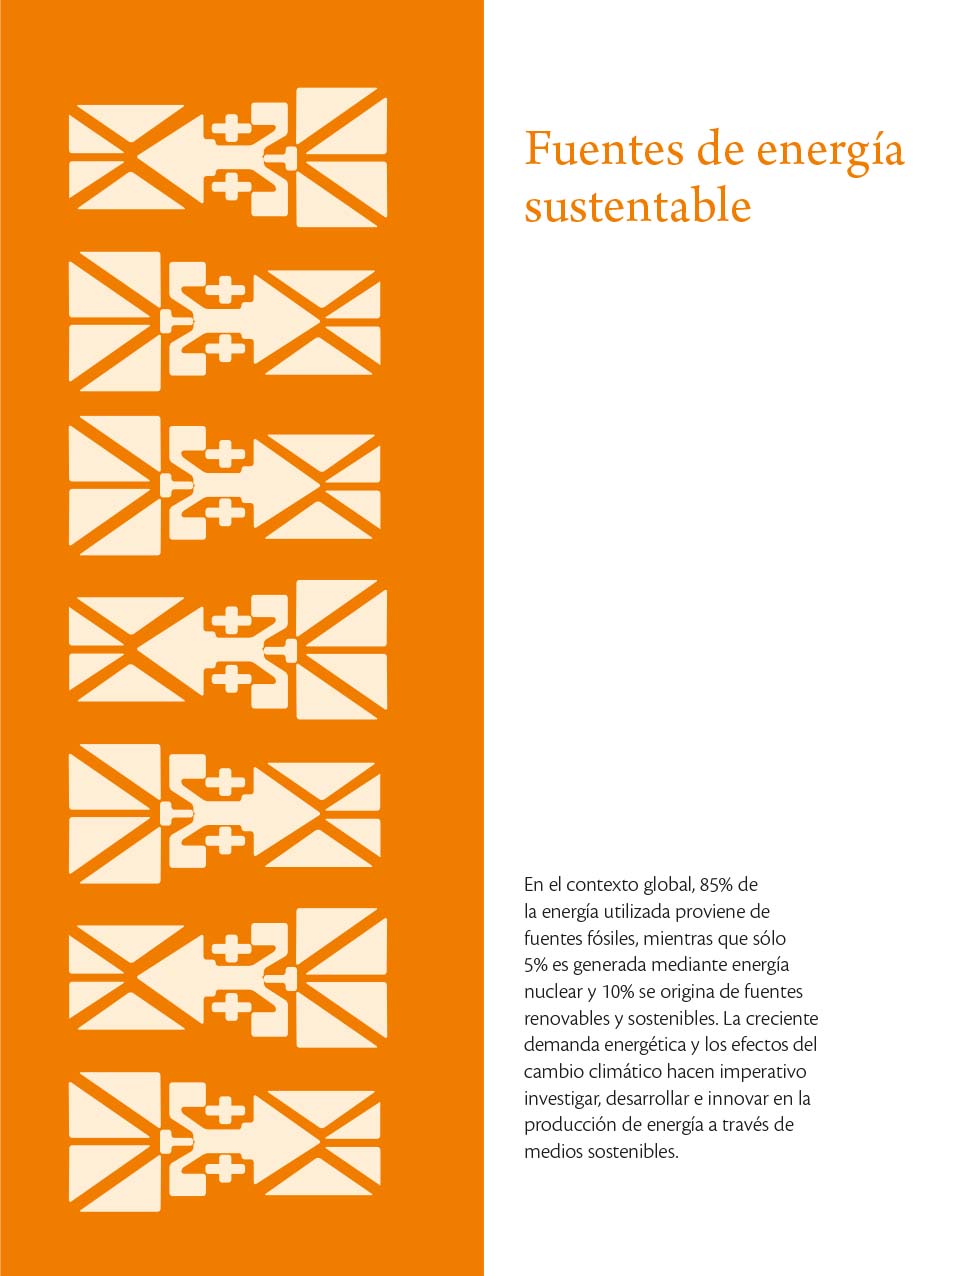 Fuentes de energía
sustentable
En el contexto global, 85% de
la energía utilizada proviene de
fuentes fósiles, mientras que sólo
5% es generada mediante energía
nuclear y 10% se origina de fuentes
renovables y sostenibles. La creciente
demanda energética y los efectos del
cambio climático hacen imperativo
investigar, desarrollar e innovar en la
producción de energía a través de
medios sostenibles.